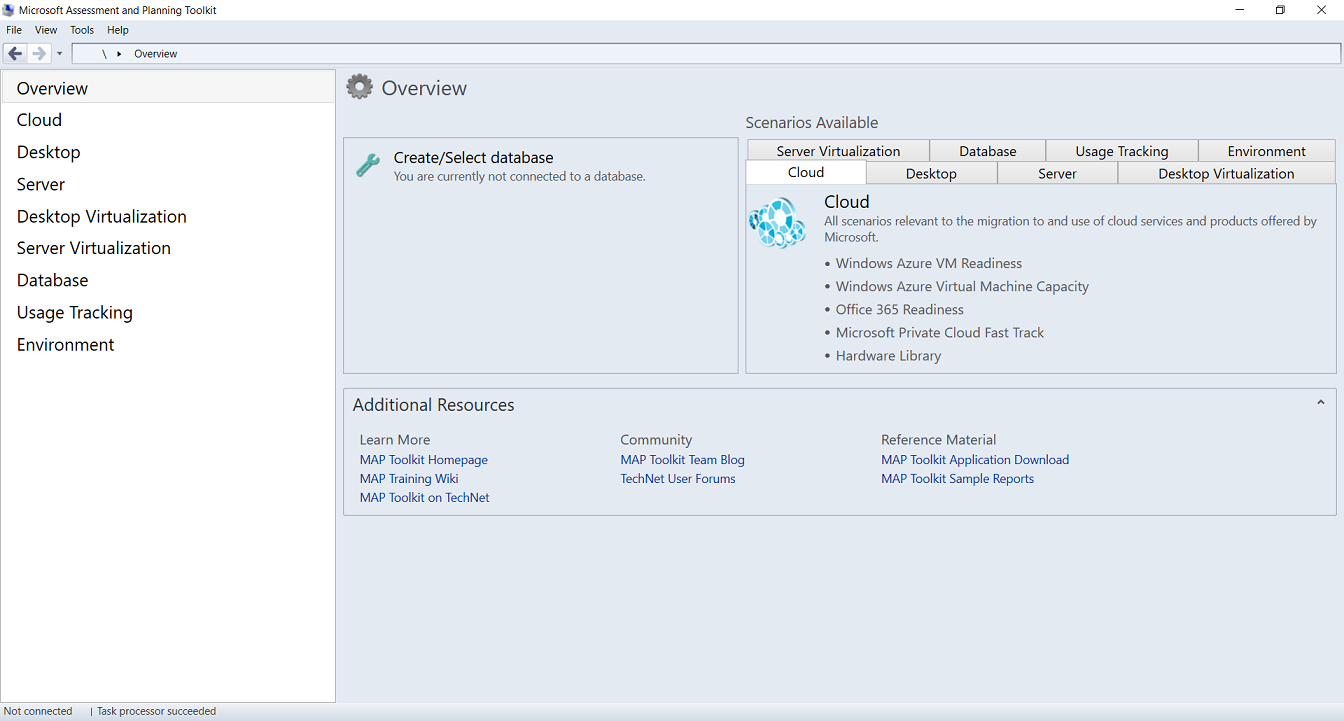 Microsoft Assessment and Planning Toolkit
File View Tools Help
\ Overview
Overview
Cloud
Desktop
Server
Desktop Virtualization
Server Virtualization
Database
Usage Tracking
Environment
Overview
Create/Select database
You are currently not connected to a database.
Scenarios Available
Server Virtualization Database Usage Tracking Environment
Cloud Desktop Server Desktop Virtualization
Cloud
All scenarios relevant to the migration to and use of cloud services and products offered by
Microsoft.
• Windows Azure VM Readiness
• Windows Azure Virtual Machine Capacity
• Office 365 Readiness
• Microsoft Private Cloud Fast Track
• Hardware Library
Additional Resources
Learn More
MAP Toolkit Homepage
MAP Training Wiki
MAP Toolkit on TechNet
Community
MAP Toolkit Team Blog
TechNet User Forums
Reference Material
MAP Toolkit Application Download
MAP Toolkit Sample Reports
Not connected | Task processor succeeded